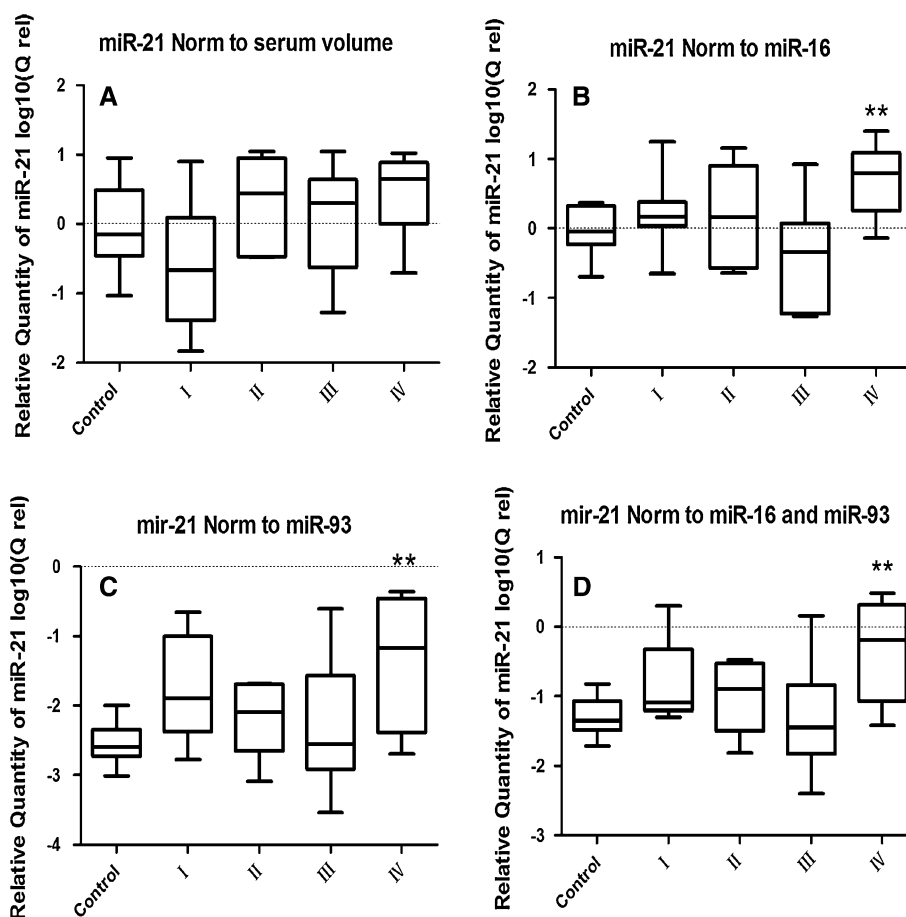 miR-21 Norm to serum volume
Relative Quantity of miR-21 log10(Q rel)
A
2
1
0
-1
-2
Control
I
II
III
IV
miR-21 Norm to miR-16
Relative Quantity of miR-21 log10(Q rel)
B
**
2
1
0
-1
-2
Control
I
II
III
IV
mir-21 Norm to miR-93
Relative Quantity of miR-21 log10(Q rel)
C
**
0
-1
-2
-3
-4
Control
I
II
III
IV
mir-21 Norm to miR-16 and miR-93
Relative Quantity of miR-21 log10(Q rel)
D
**
1
0
-1
-2
-3
Control
I
II
III
IV